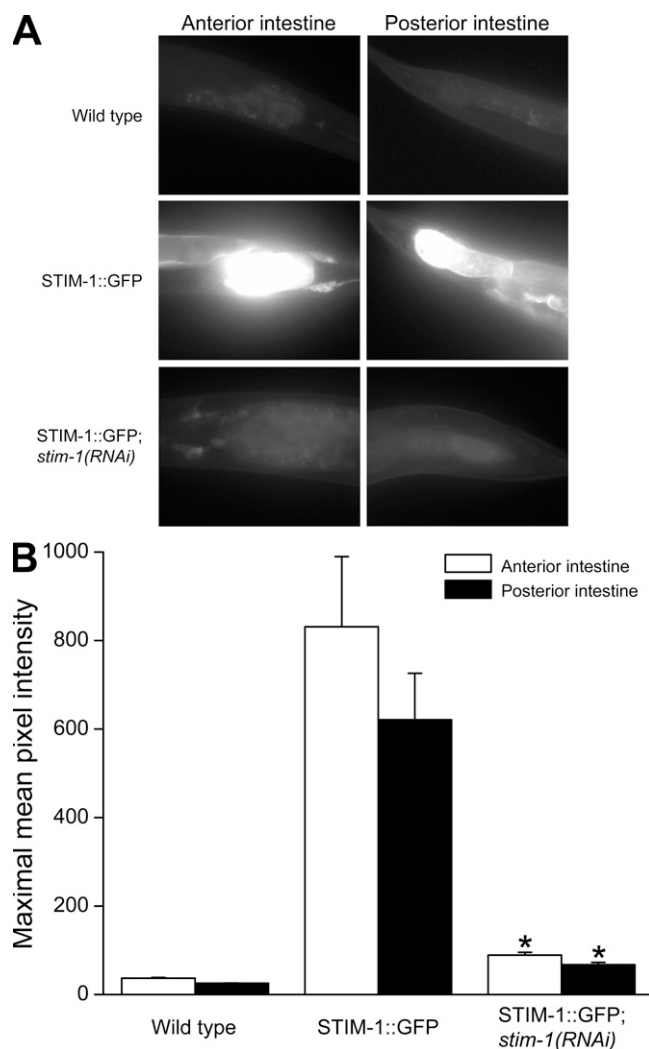 A
Anterior intestine
Posterior intestine
Wild type
STIM-1::GFP
STIM-1::GFP;
stim-1(RNAi)
B
Maximal mean pixel intensity
1000
800
600
400
200
0
Anterior intestine
Posterior intestine
*
*
Wild type
STIM-1::GFP
STIM-1::GFP;
stim-1(RNAi)